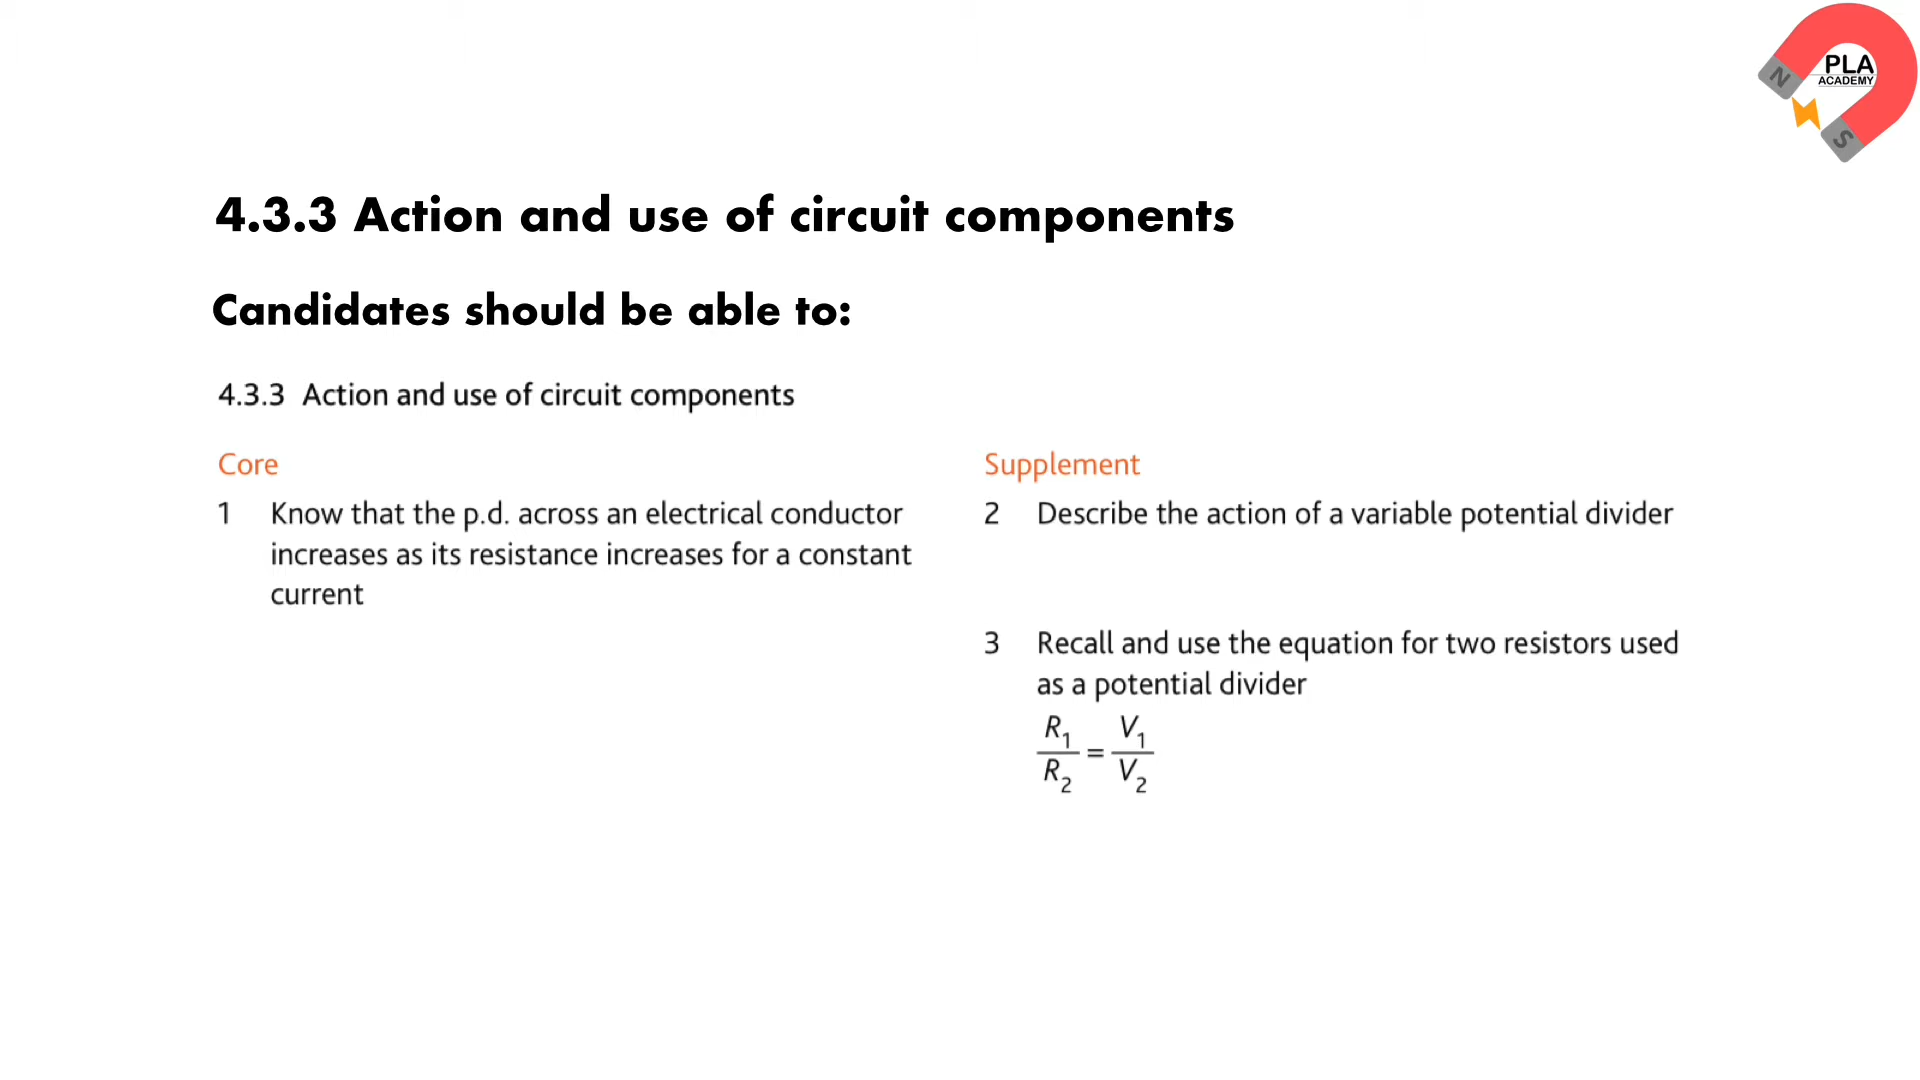 PLA
ACADEMY
N
S
4.3.3 Action and use of circuit components
Candidates should be able to:
4.3.3 Action and use of circuit components
Core
1 Know that the p.d. across an electrical conductor
increases as its resistance increases for a constant
current
Supplement
2 Describe the action of a variable potential divider
3 Recall and use the equation for two resistors used
as a potential divider
R₁/R₂ = V₁/V₂